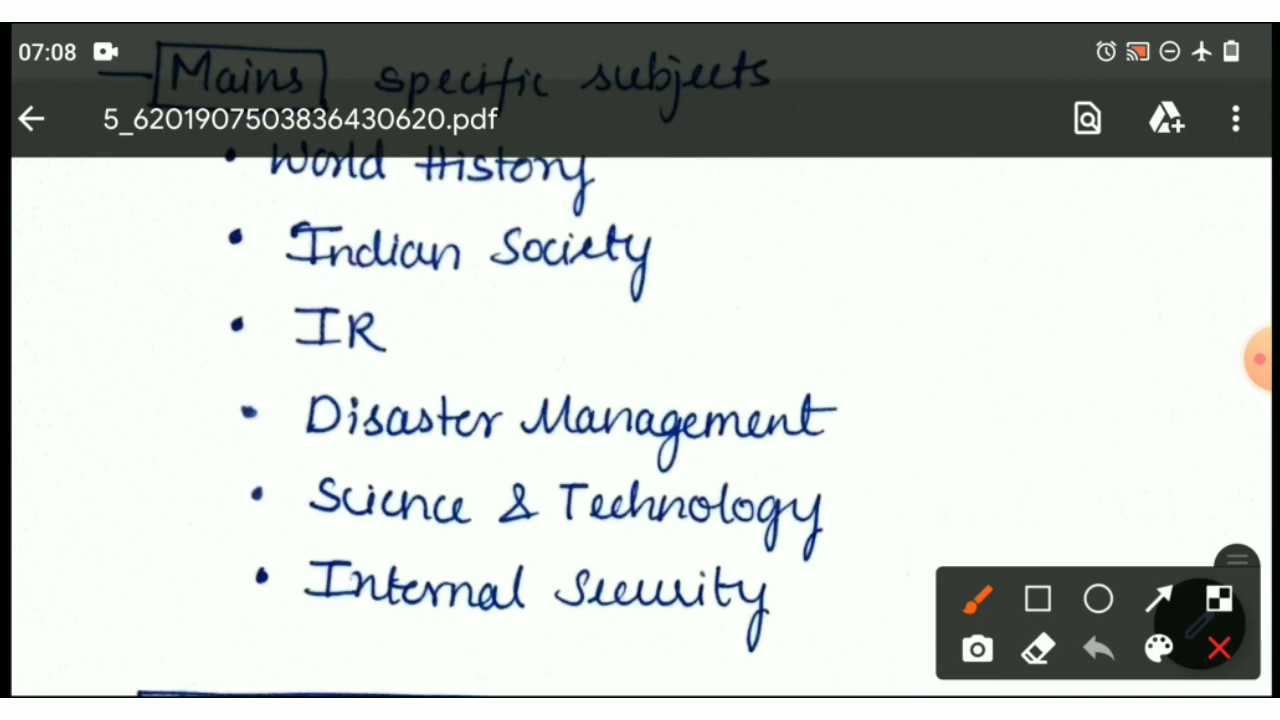 07:08
— Mains specific subjects
5_6201907503836430620.pdf
• World History
• Indian Society
• IR
• Disaster Management
• Science & Technology
• Internal Security